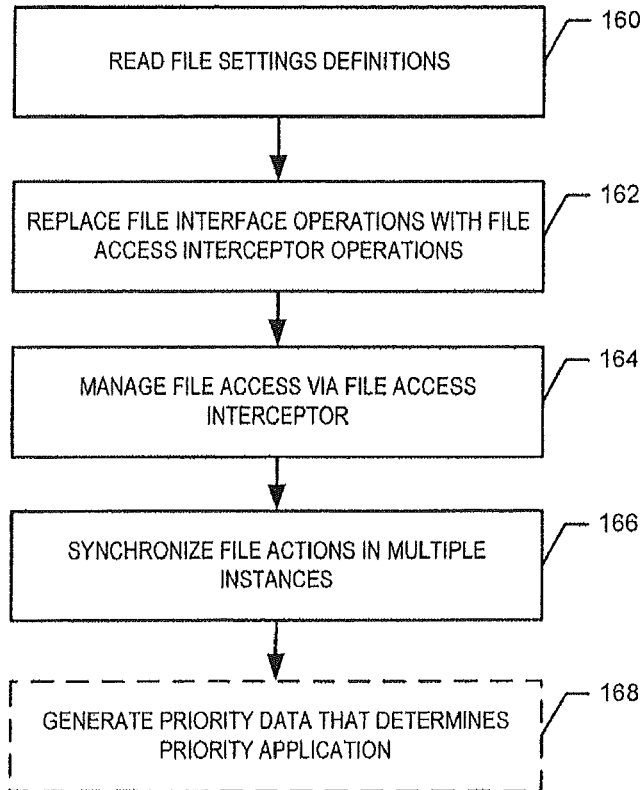 READ FILE SETTINGS DEFINITIONS
160
REPLACE FILE INTERFACE OPERATIONS WITH FILE
ACCESS INTERCEPTOR OPERATIONS
162
MANAGE FILE ACCESS VIA FILE ACCESS
INTERCEPTOR
164
SYNCHRONIZE FILE ACTIONS IN MULTIPLE
INSTANCES
166
GENERATE PRIORITY DATA THAT DETERMINES
PRIORITY APPLICATION
168